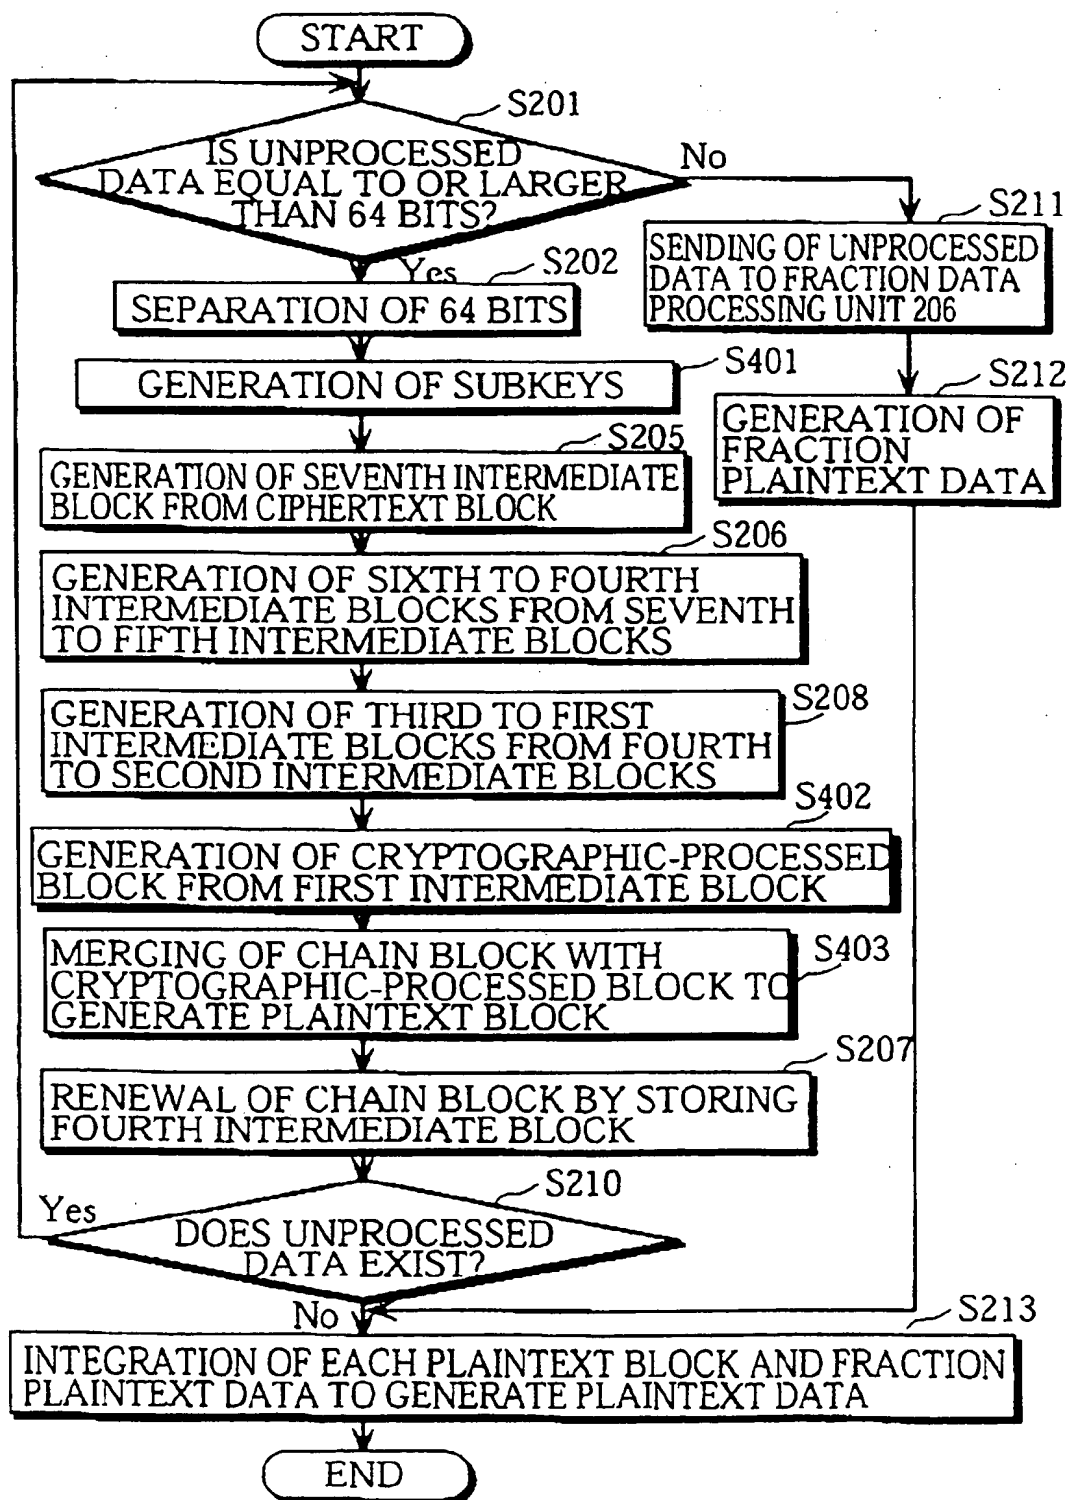 START
S201
IS UNPROCESSED
DATA EQUAL TO OR LARGER
THAN 64 BITS?
No
Yes
S211
SENDING OF UNPROCESSED
DATA TO FRACTION DATA
PROCESSING UNIT 206
S202
SEPARATION OF 64 BITS
S401
GENERATION OF SUBKEYS
S212
GENERATION OF
FRACTION
PLAINTEXT DATA
S205
GENERATION OF SEVENTH INTERMEDIATE
BLOCK FROM CIPHERTEXT BLOCK
S206
GENERATION OF SIXTH TO FOURTH
INTERMEDIATE BLOCKS FROM SEVENTH
TO FIFTH INTERMEDIATE BLOCKS
S208
GENERATION OF THIRD TO FIRST
INTERMEDIATE BLOCKS FROM FOURTH
TO SECOND INTERMEDIATE BLOCKS
S402
GENERATION OF CRYPTOGRAPHIC-PROCESSED
BLOCK FROM FIRST INTERMEDIATE BLOCK
S403
MERGING OF CHAIN BLOCK WITH
CRYPTOGRAPHIC-PROCESSED BLOCK TO
GENERATE PLAINTEXT BLOCK
S207
RENEWAL OF CHAIN BLOCK BY STORING
FOURTH INTERMEDIATE BLOCK
S210
Yes
DOES UNPROCESSED
DATA EXIST?
No
S213
INTEGRATION OF EACH PLAINTEXT BLOCK AND FRACTION
PLAINTEXT DATA TO GENERATE PLAINTEXT DATA
END